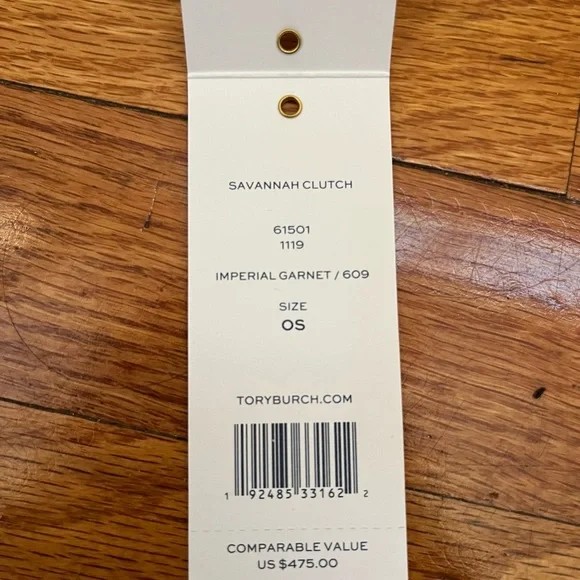 SAVANNAH CLUTCH
61501
1119
IMPERIAL GARNET / 609
SIZE
OS
TORYBURCH.COM
1 92485 33162 2
COMPARABLE VALUE
US $475.00